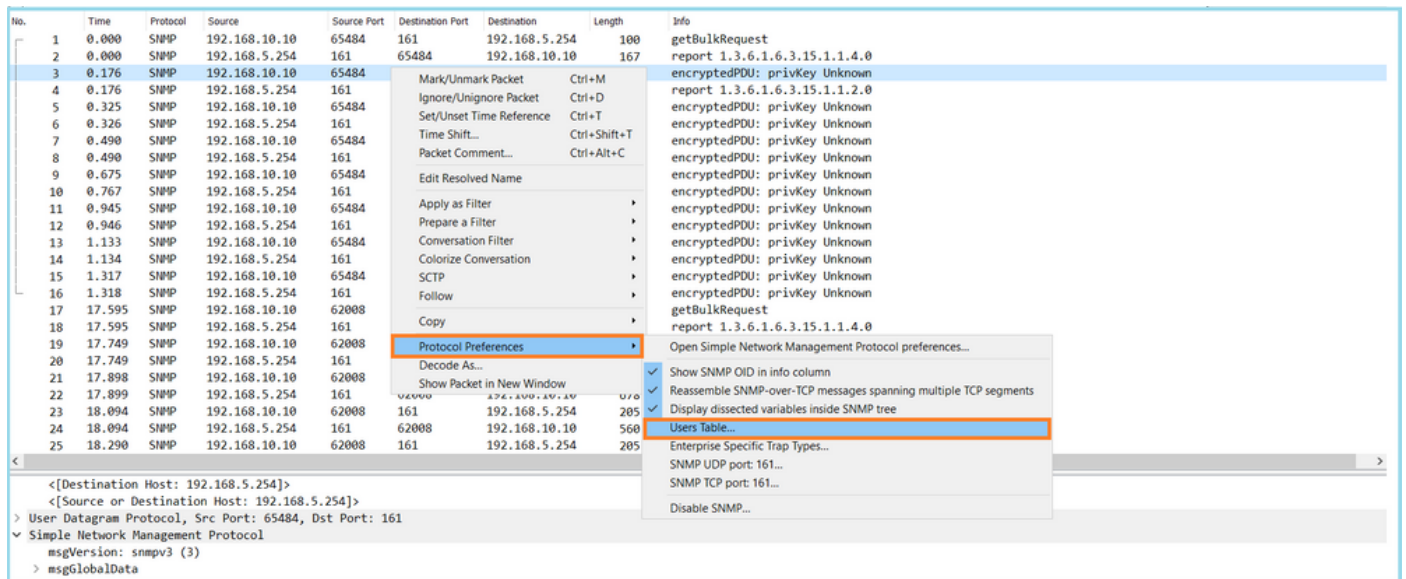 No. Time Protocol Source Source Port Destination Port Destination Length Info
1 0.000 SNMP 192.168.10.10 65484 161 192.168.5.254 100 getBulkRequest
2 0.000 SNMP 192.168.5.254 161 65484 192.168.10.10 167 report 1.3.6.1.6.3.15.1.1.4.0
3 0.176 SNMP 192.168.10.10 65484 encryptedPDU: privKey Unknown
4 0.176 SNMP 192.168.5.254 161 report 1.3.6.1.6.3.15.1.1.2.0
5 0.325 SNMP 192.168.10.10 65484 encryptedPDU: privKey Unknown
6 0.326 SNMP 192.168.5.254 161 encryptedPDU: privKey Unknown
7 0.490 SNMP 192.168.10.10 65484 encryptedPDU: privKey Unknown
8 0.490 SNMP 192.168.5.254 161 encryptedPDU: privKey Unknown
9 0.675 SNMP 192.168.10.10 65484 encryptedPDU: privKey Unknown
10 0.767 SNMP 192.168.5.254 161 encryptedPDU: privKey Unknown
11 0.945 SNMP 192.168.10.10 65484 encryptedPDU: privKey Unknown
12 0.946 SNMP 192.168.5.254 161 encryptedPDU: privKey Unknown
13 1.133 SNMP 192.168.10.10 65484 encryptedPDU: privKey Unknown
14 1.134 SNMP 192.168.5.254 161 encryptedPDU: privKey Unknown
15 1.317 SNMP 192.168.10.10 65484 encryptedPDU: privKey Unknown
16 1.318 SNMP 192.168.5.254 161 encryptedPDU: privKey Unknown
17 17.595 SNMP 192.168.10.10 62008 getBulkRequest
18 17.595 SNMP 192.168.5.254 161 report 1.3.6.1.6.3.15.1.1.4.0
19 17.749 SNMP 192.168.10.10 62008
20 17.749 SNMP 192.168.5.254 161
21 17.898 SNMP 192.168.10.10 62008
22 17.899 SNMP 192.168.5.254 161 62008 192.168.10.10 678
23 18.094 SNMP 192.168.10.10 62008 161 192.168.5.254 205
24 18.094 SNMP 192.168.5.254 161 62008 192.168.10.10 560
25 18.290 SNMP 192.168.10.10 62008 161 192.168.5.254 205
Mark/Unmark Packet Ctrl+M
Ignore/Unignore Packet Ctrl+D
Set/Unset Time Reference Ctrl+T
Time Shift... Ctrl+Shift+T
Packet Comment... Ctrl+Alt+C
Edit Resolved Name
Apply as Filter
Prepare a Filter
Conversation Filter
Colorize Conversation
SCTP
Follow
Copy
Protocol Preferences
Decode As...
Show Packet in New Window
Open Simple Network Management Protocol preferences...
Show SNMP OID in info column
Reassemble SNMP-over-TCP messages spanning multiple TCP segments
Display dissected variables inside SNMP tree
Users Table...
Enterprise Specific Trap Types...
SNMP UDP port: 161...
SNMP TCP port: 161...
Disable SNMP...
<[Destination Host: 192.168.5.254]>
<[Source or Destination Host: 192.168.5.254]>
User Datagram Protocol, Src Port: 65484, Dst Port: 161
Simple Network Management Protocol
msgVersion: snmpv3 (3)
msgGlobalData